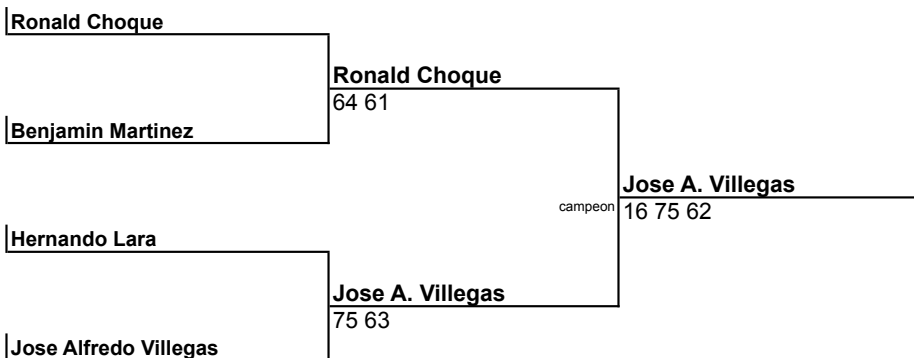 Ronald Choque
Ronald Choque
64 61
Benjamin Martinez
Jose A. Villegas
campeon 16 75 62
Hernando Lara
Jose A. Villegas
75 63
Jose Alfredo Villegas